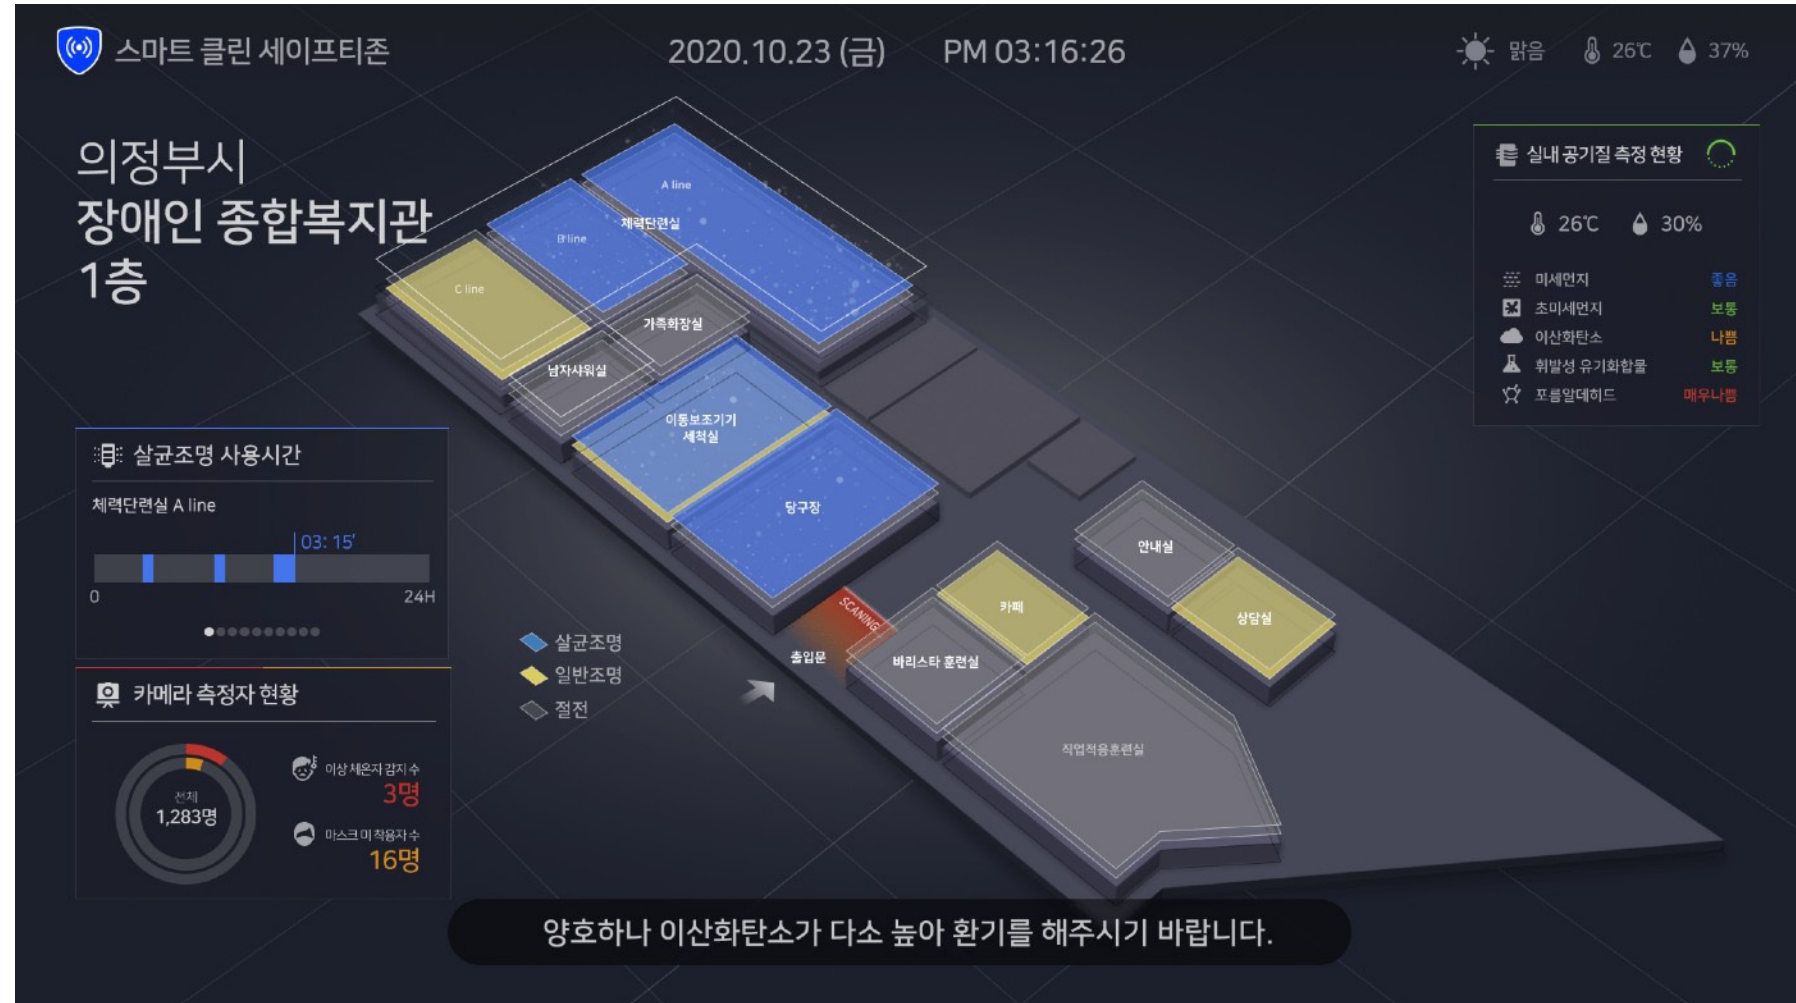 스마트 클린 세이프티존
2020.10.23 (금) PM 03:16:26
맑음 26℃ 37%
의정부시
장애인 종합복지관
1층
실내 공기질 측정 현황
26℃ 30%
미세먼지 좋음
초미세먼지 보통
이산화탄소 나쁨
휘발성 유기화합물 보통
포름알데히드 매우나쁨
A line
체력단련실
B line
C line
가족화장실
남자샤워실
이동보조기기
세척실
당구장
안내실
상담실
카페
SCANING
출입문
바리스타 훈련실
직업적응훈련실
살균조명 사용시간
체력단련실 A line
03: 15'
0 24H
살균조명
일반조명
절전
카메라 측정자 현황
전체
1,283명
이상 체온자 감지 수
3명
마스크 미 착용자 수
16명
양호하나 이산화탄소가 다소 높아 환기를 해주시기 바랍니다.